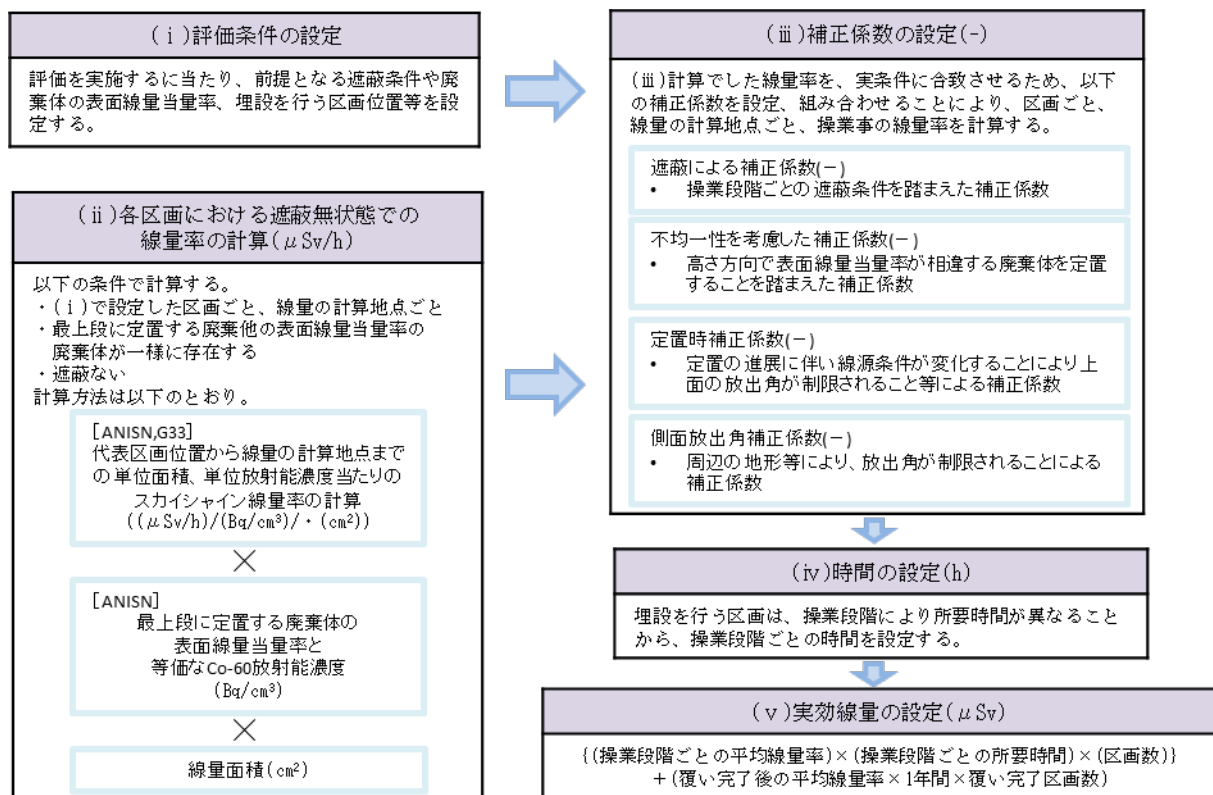 (ⅰ)評価条件の設定
評価を実施するに当たり、前提となる遮蔽条件や廃
棄体の表面線量当量率、埋設を行う区画位置等を設
定する。
(ⅱ)各区画における遮蔽無状態での
線量率の計算(μSv/h)
以下の条件で計算する。
・(ⅰ)で設定した区画ごと、線量の計算地点ごと
・最上段に定置する廃棄他の表面線量当量率の
廃棄体が一様に存在する
・遮蔽ない
計算方法は以下のとおり。
[ANISN,G33]
代表区画位置から線量の計算地点まで
の単位面積、単位放射能濃度当たりの
スカイシャイン線量率の計算
((μSv/h)/(Bq/cm³)/・(cm²))
×
[ANISN]
最上段に定置する廃棄体の
表面線量当量率と
等価なCo-60放射能濃度
(Bq/cm³)
×
線量面積(cm²)
(ⅲ)補正係数の設定(-)
(ⅲ)計算でした線量率を、実条件に合致させるため、以下
の補正係数を設定、組み合わせることにより、区画ごと、
線量の計算地点ごと、操業事の線量率を計算する。
遮蔽による補正係数(－)
• 操業段階ごとの遮蔽条件を踏まえた補正係数
不均一性を考慮した補正係数(－)
• 高さ方向で表面線量当量率が相違する廃棄体を定置
することを踏まえた補正係数
定置時補正係数(－)
• 定置の進展に伴い線源条件が変化することにより上
面の放出角が制限されること等による補正係数
側面放出角補正係数(－)
• 周辺の地形等により、放出角が制限されることによる
補正係数
(ⅳ)時間の設定(h)
埋設を行う区画は、操業段階により所要時間が異なること
から、操業段階ごとの時間を設定する。
(ⅴ)実効線量の設定(μSv)
{(操業段階ごとの平均線量率)×(操業段階ごとの所要時間)×(区画数)}
＋(覆い完了後の平均線量率×1年間×覆い完了区画数)